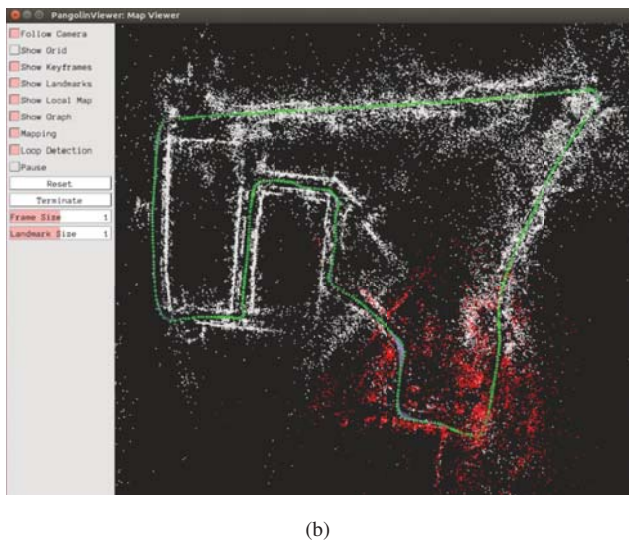 PangolinViewer: Map Viewer
Follow Camera
Show Grid
Show Keyframes
Show Landmarks
Show Local Map
Show Graph
Mapping
Loop Detection
Pause
Reset
Terminate
Frame Size 1
Landmark Size 1
(b)